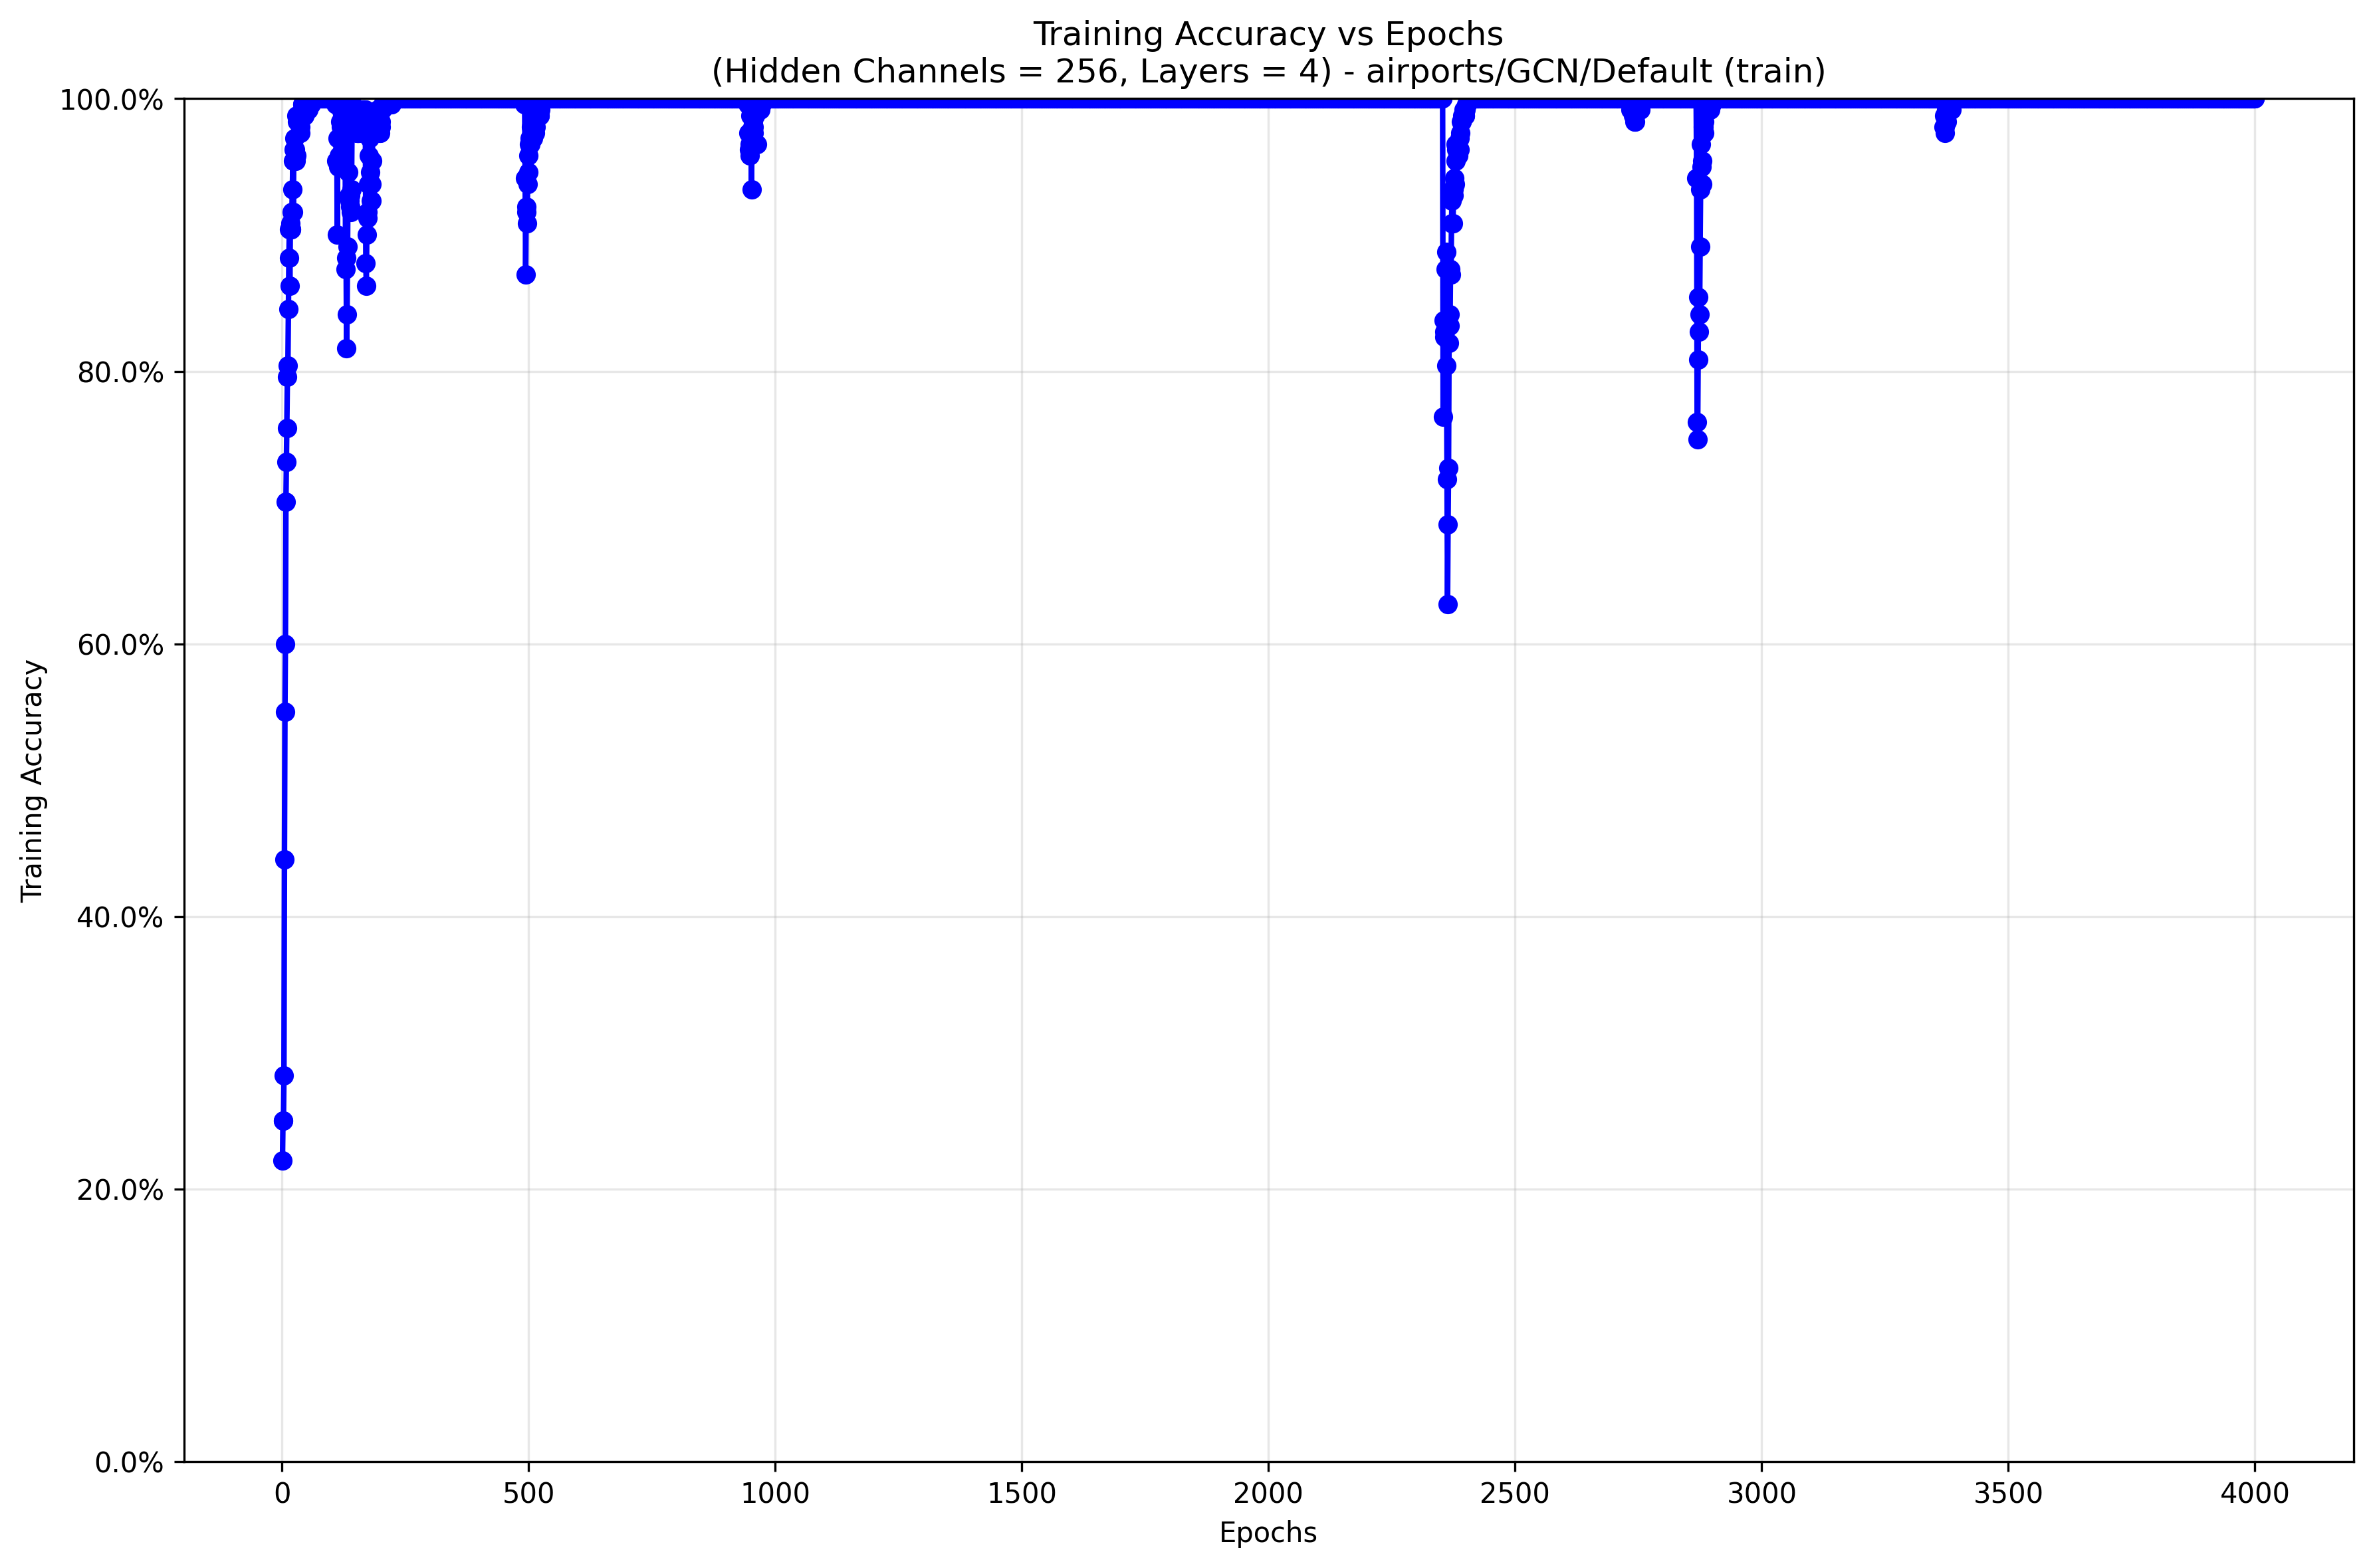 Training Accuracy vs Epochs
(Hidden Channels = 256, Layers = 4) - airports/GCN/Default (train)
Training Accuracy
100.0%
80.0%
60.0%
40.0%
20.0%
0.0%
0 500 1000 1500 2000 2500 3000 3500 4000
Epochs